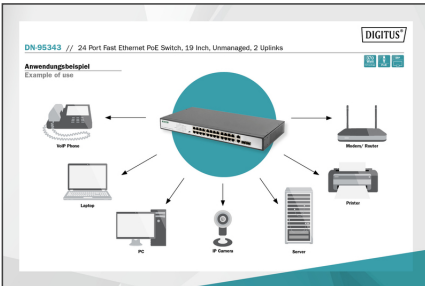 DIGITUS®
DN-95343 // 24 Port Fast Ethernet PoE Switch, 19 Inch, Unmanaged, 2 Uplinks
Anwendungsbeispiel
Example of use
VoIP Phone
Modem/ Router
Laptop
Printer
PC
IP Camera
Server